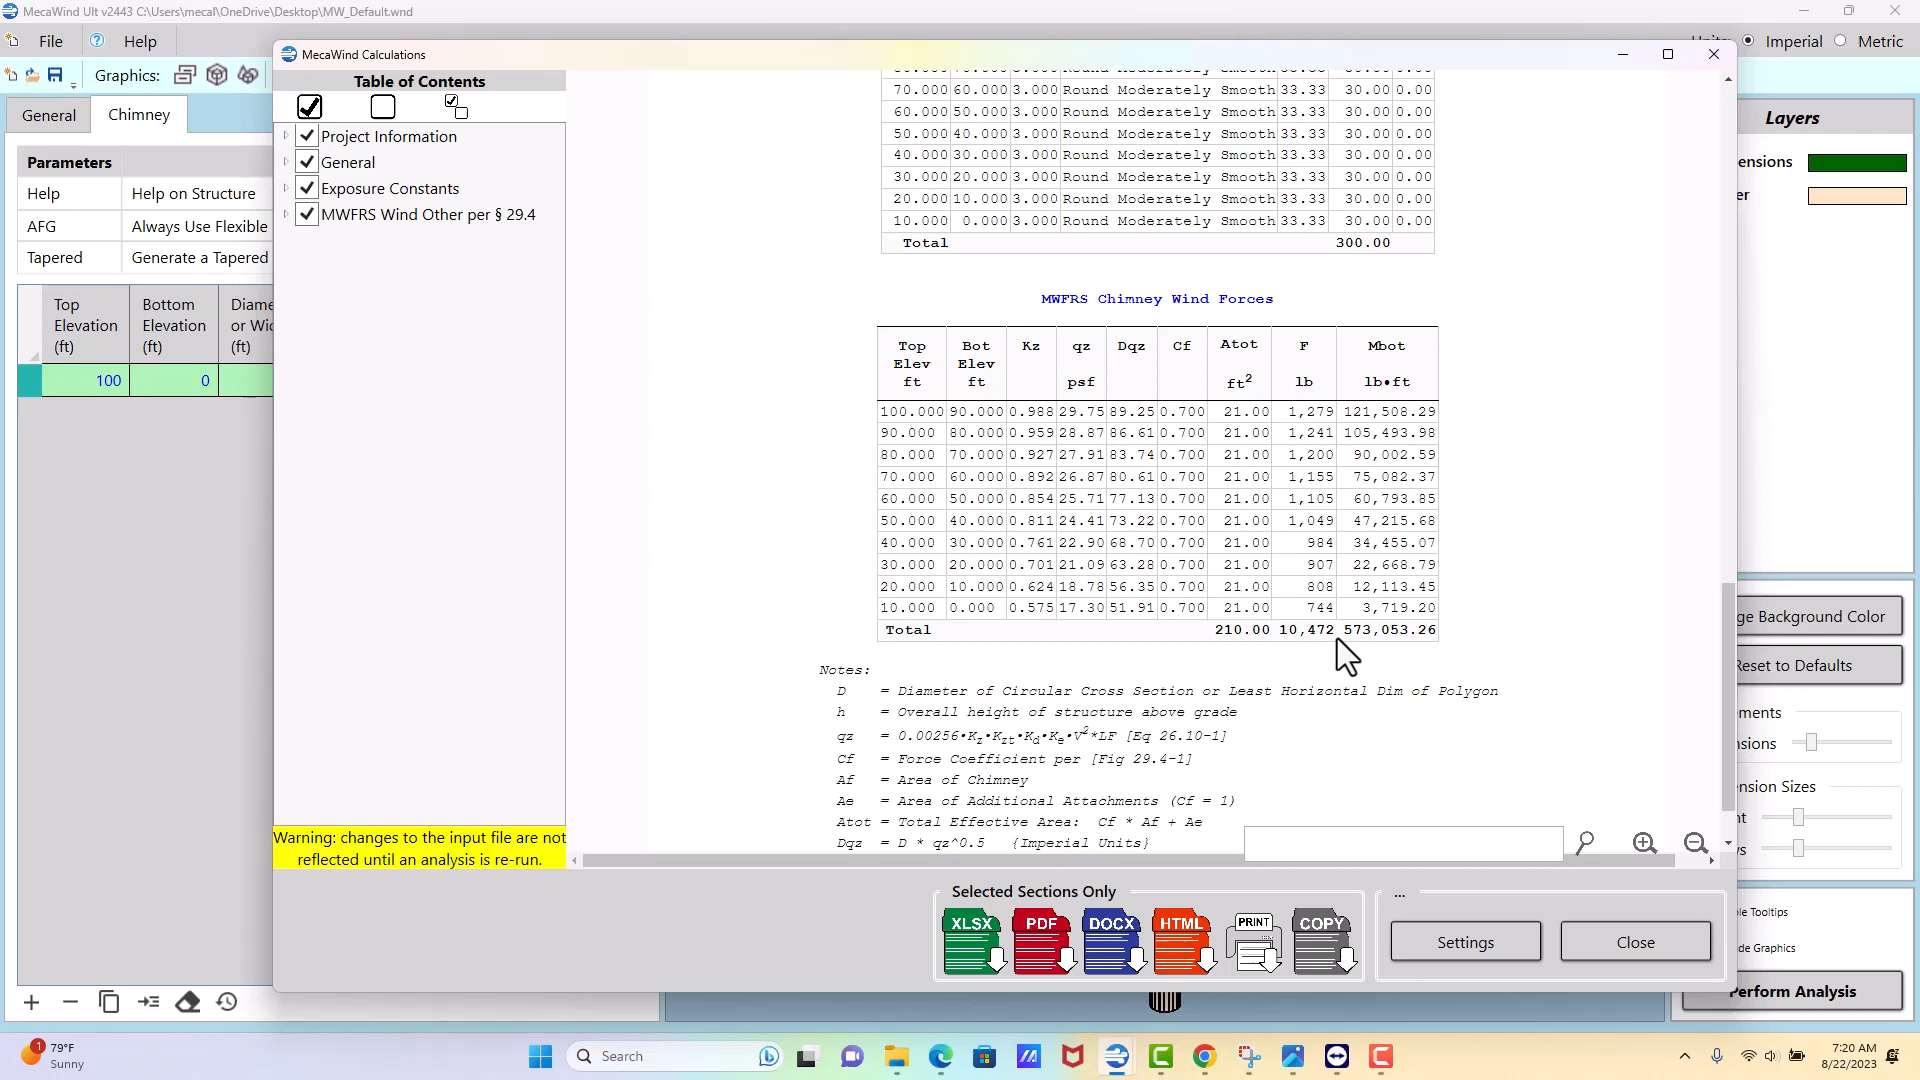 MecaWind Ult v2443 C:\Users\mecal\OneDrive\Desktop\MW_Default.wnd
File Help
Imperial Metric
Graphics:
General Chimney
Parameters
Help Help on Structure
AFG Always Use Flexible
Tapered Generate a Tapered
Top Elevation (ft) Bottom Elevation (ft) (ft)
100 0
MecaWind Calculations
Table of Contents
Project Information
General
Exposure Constants
MWFRS Wind Other per § 29.4
Warning: changes to the input file are not
reflected until an analysis is re-run.
70.000 60.000 3.000 Round Moderately Smooth 33.33 30.00 0.00
60.000 50.000 3.000 Round Moderately Smooth 33.33 30.00 0.00
50.000 40.000 3.000 Round Moderately Smooth 33.33 30.00 0.00
40.000 30.000 3.000 Round Moderately Smooth 33.33 30.00 0.00
30.000 20.000 3.000 Round Moderately Smooth 33.33 30.00 0.00
20.000 10.000 3.000 Round Moderately Smooth 33.33 30.00 0.00
10.000 0.000 3.000 Round Moderately Smooth 33.33 30.00 0.00
Total 300.00
MWFRS Chimney Wind Forces
Top Bot Kz qz Dqz Cf Atot F Mbot
Elev Elev
ft ft psf ft² lb lb•ft
100.000 90.000 0.988 29.75 89.25 0.700 21.00 1,279 121,508.29
90.000 80.000 0.959 28.87 86.61 0.700 21.00 1,241 105,493.98
80.000 70.000 0.927 27.91 83.74 0.700 21.00 1,200 90,002.59
70.000 60.000 0.892 26.87 80.61 0.700 21.00 1,155 75,082.37
60.000 50.000 0.854 25.71 77.13 0.700 21.00 1,105 60,793.85
50.000 40.000 0.811 24.41 73.22 0.700 21.00 1,049 47,215.68
40.000 30.000 0.761 22.90 68.70 0.700 21.00 984 34,455.07
30.000 20.000 0.701 21.09 63.28 0.700 21.00 907 22,668.79
20.000 10.000 0.624 18.78 56.35 0.700 21.00 808 12,113.45
10.000 0.000 0.575 17.30 51.91 0.700 21.00 744 3,719.20
Total 210.00 10,472 573,053.26
Notes:
D = Diameter of Circular Cross Section or Least Horizontal Dim of Polygon
h = Overall height of structure above grade
qz = 0.00256•Kz•Kzt•Kd•Ke•V²*LF [Eq 26.10-1]
Cf = Force Coefficient per [Fig 29.4-1]
Af = Area of Chimney
Ae = Area of Additional Attachments (Cf = 1)
Atot = Total Effective Area: Cf * Af + Ae
Dqz = D * qz^0.5 {Imperial Units}
Selected Sections Only
XLSX PDF DOCX HTML PRINT COPY
...
Settings Close
Layers
ge Background Color
Reset to Defaults
Perform Analysis
79°F
Sunny
1
Search
7:20 AM
8/22/2023